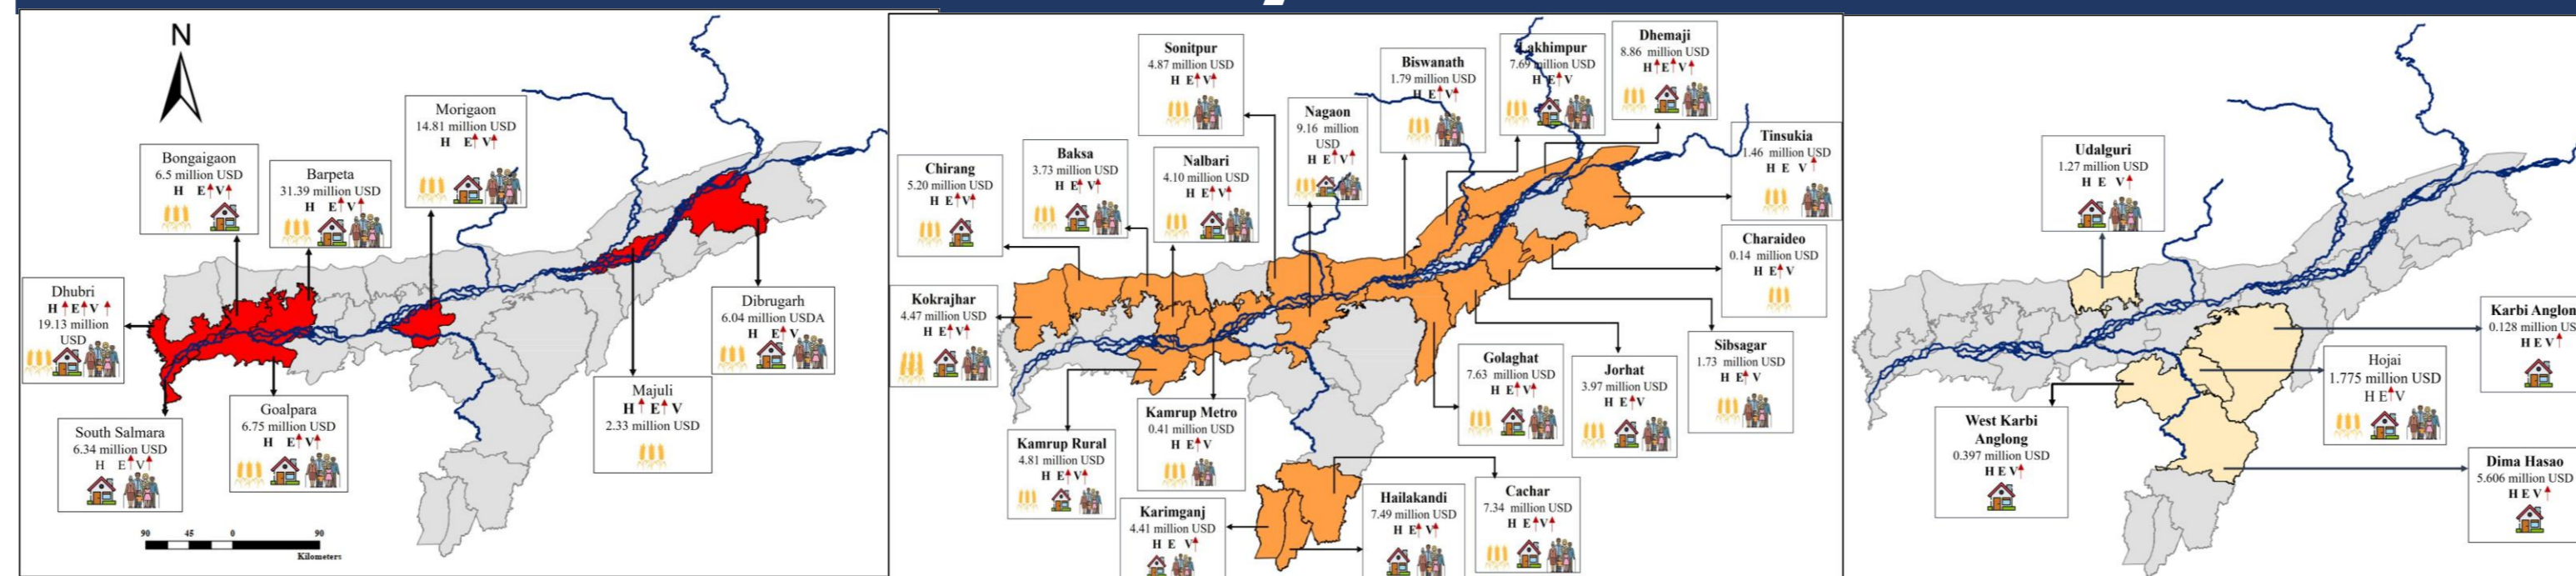 N
Bongaigaon
6.5 million USD
H E V
Barpeta
31.39 million USD
H E V
Morigaon
14.81 million USD
H E V
Dhubri
H E V
19.13 million
USD
South Salmara
6.34 million USD
H E V
Goalpara
6.75 million USD
H E V
Majuli
H E V
2.33 million USD
Dibrugarh
6.04 million USDA
H E V
90 45 0 90
Kilometers
Sonitpur
4.87 million USD
H E V
Biswanath
1.79 million USD
H E V
Lakhimpur
7.69 million USD
H E V
Dhemaji
8.86 million USD
H E V
Nagaon
9.16 million
USD
H E V
Tinsukia
1.46 million USD
H E V
Chirang
5.20 million USD
H E V
Baksa
3.73 million USD
H E V
Nalbari
4.10 million USD
H E V
Charaideo
0.14 million USD
H E V
Kokrajhar
4.47 million USD
H E V
Sibsagar
1.73 million USD
H E V
Golaghat
7.63 million USD
H E V
Jorhat
3.97 million USD
H E V
Kamrup Rural
4.81 million USD
H E V
Kamrup Metro
0.41 million USD
H E V
Karimganj
4.41 million USD
H E V
Hailakandi
7.49 million USD
H E V
Cachar
7.34 million USD
H E V
Udalguri
1.27 million USD
H E V
Karbi Anglon
0.128 million US
H E V
Hojai
1.775 million USD
H E V
West Karbi
Anglong
0.397 million USD
H E V
Dima Hasao
5.606 million USD
H E V